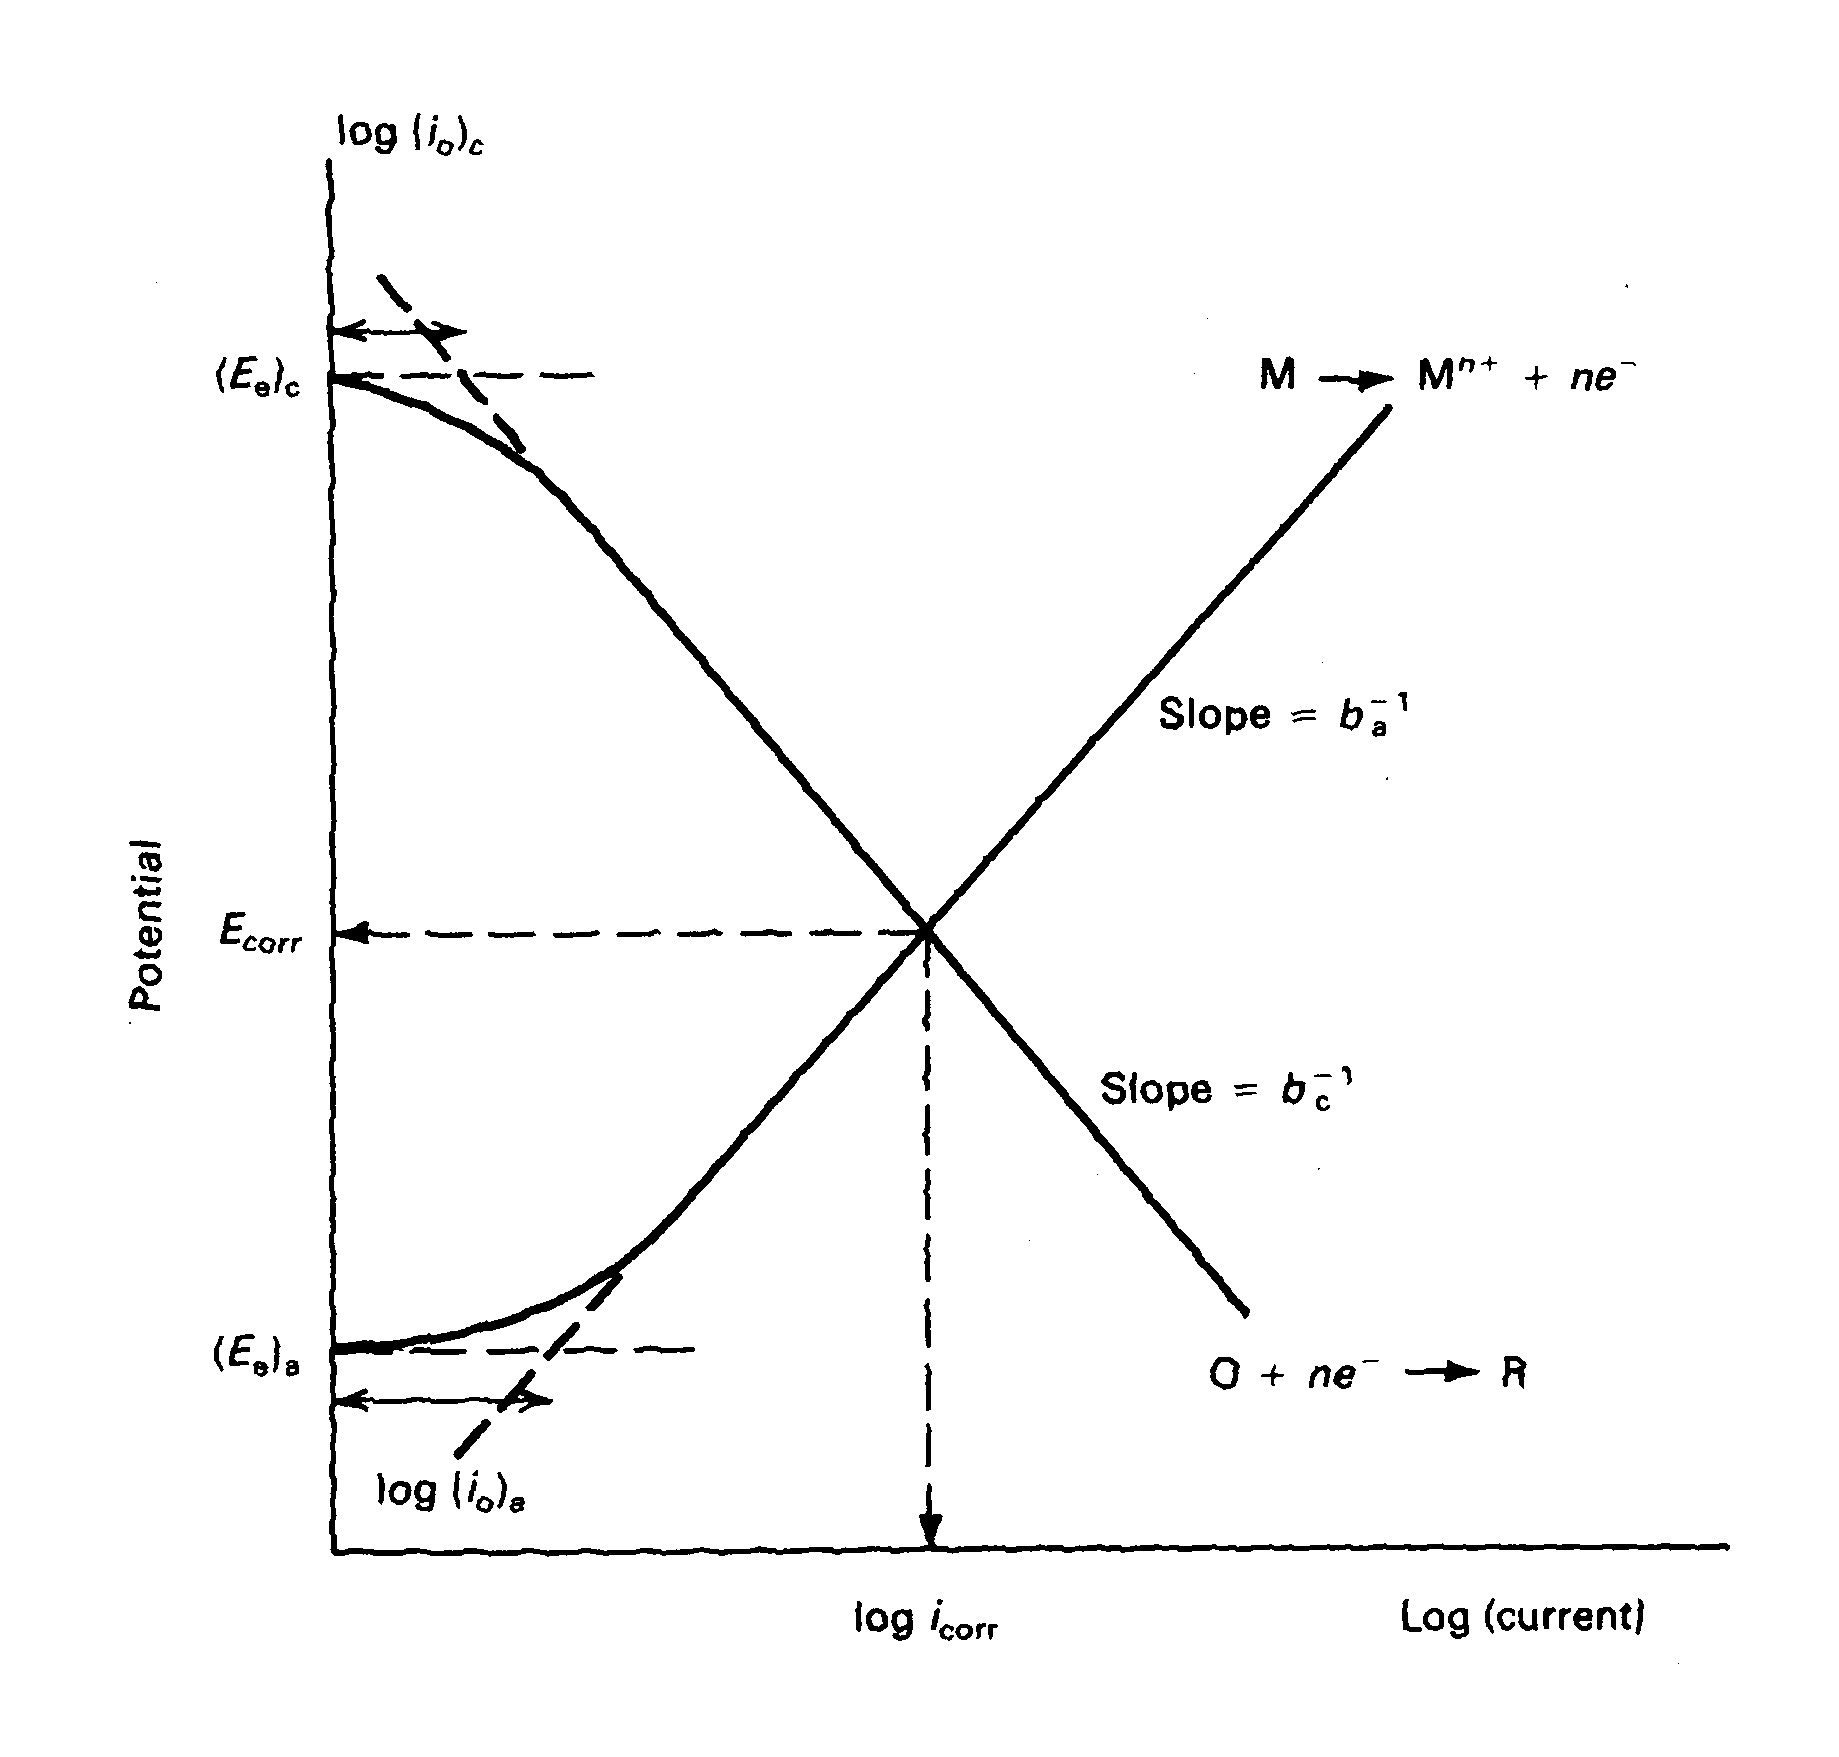 log (i₀)c
(Eₑ)c
M → Mⁿ⁺ + ne⁻
Slope = bₐ⁻¹
Potential
Ecorr
Slope = b_c⁻¹
(Eₑ)ₐ
O + ne⁻ → R
log (i₀)ₐ
log icorr
Log (current)